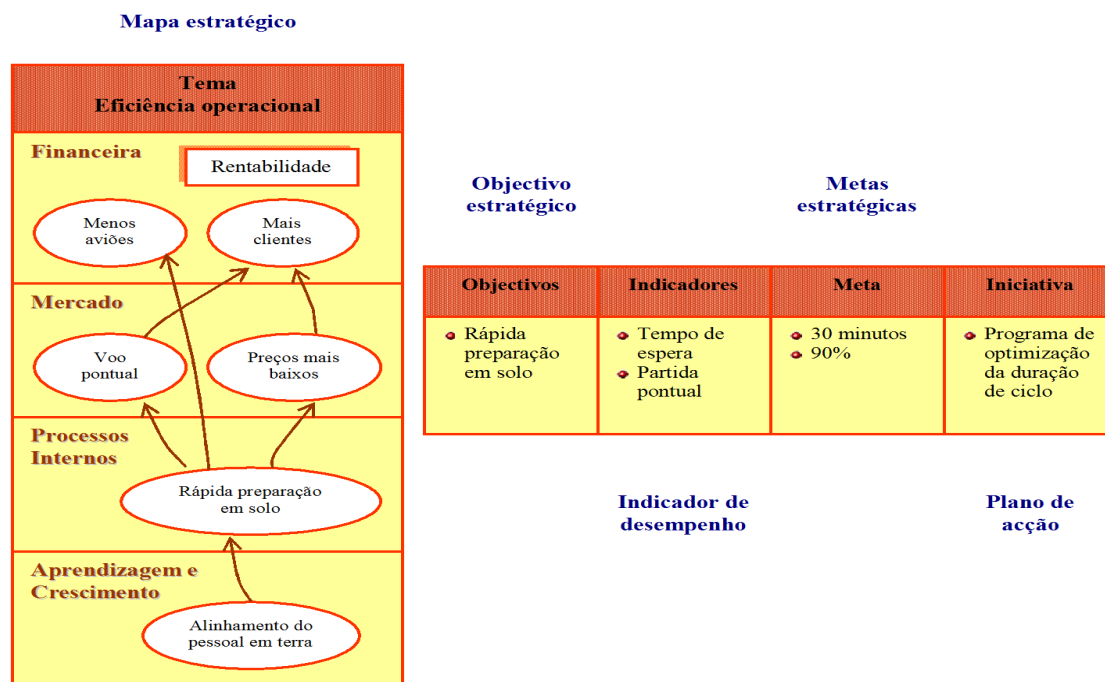 Mapa estratégico
Tema
Eficiência operacional
Financeira
Rentabilidade
Menos
aviões
Mais
clientes
Mercado
Voo
pontual
Preços mais
baixos
Processos
Internos
Rápida preparação
em solo
Aprendizagem e
Crescimento
Alinhamento do
pessoal em terra
Objectivo
estratégico
Metas
estratégicas
Objectivos
Indicadores
Meta
Iniciativa
Rápida
preparação
em solo
Tempo de
espera
Partida
pontual
30 minutos
90%
Programa de
optimização
da duração
de ciclo
Indicador de
desempenho
Plano de
acção